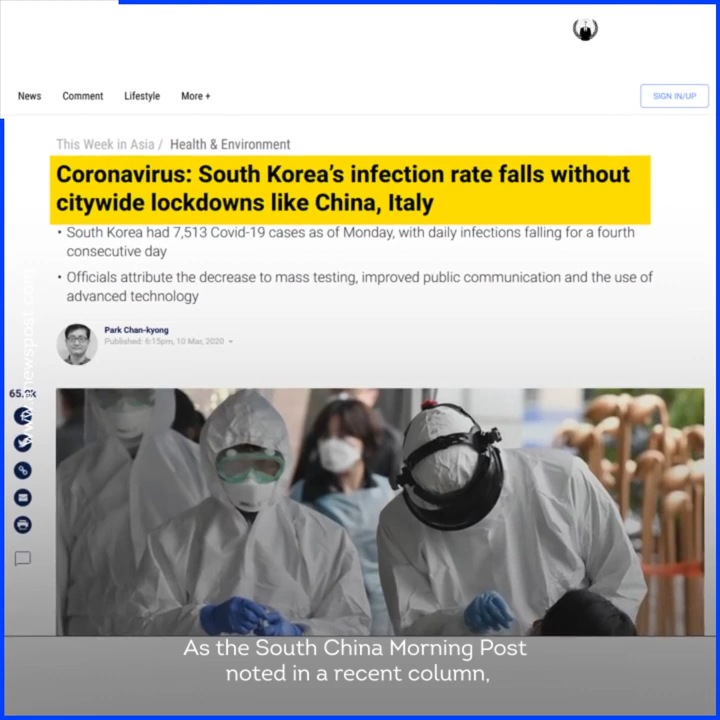 News Comment Lifestyle More + SIGN IN/UP
This Week in Asia / Health & Environment
Coronavirus: South Korea's infection rate falls without
citywide lockdowns like China, Italy
• South Korea had 7,513 Covid-19 cases as of Monday, with daily infections falling for a fourth
consecutive day
• Officials attribute the decrease to mass testing, improved public communication and the use of
advanced technology
Park Chan-kyong
Published: 6:15pm, 10 Mar, 2020
As the South China Morning Post
noted in a recent column,